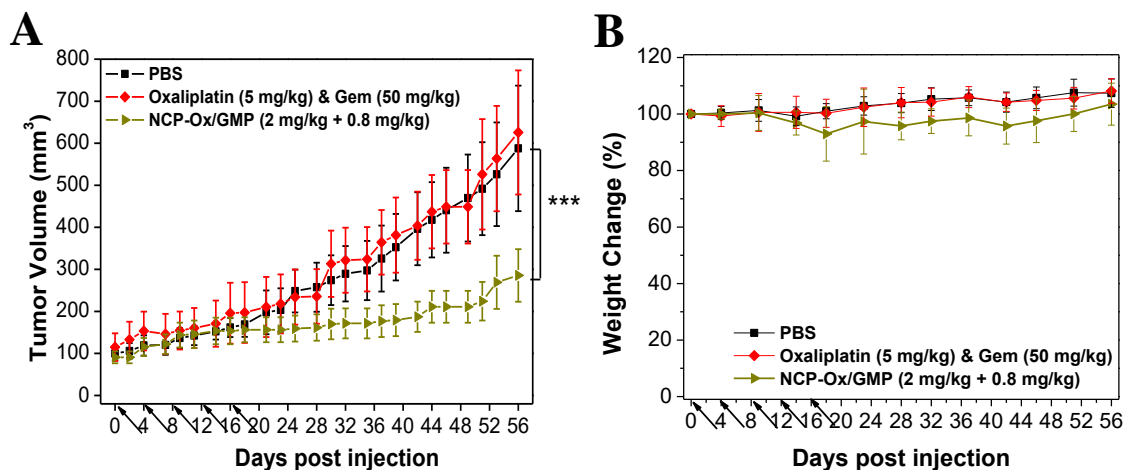 A
Tumor Volume (mm³)
800
700
600
500
400
300
200
100
0
PBS
Oxaliplatin (5 mg/kg) & Gem (50 mg/kg)
NCP-Ox/GMP (2 mg/kg + 0.8 mg/kg)
***
0 4 8 12 16 20 24 28 32 36 40 44 48 52 56
Days post injection
B
Weight Change (%)
120
100
80
60
40
20
0
PBS
Oxaliplatin (5 mg/kg) & Gem (50 mg/kg)
NCP-Ox/GMP (2 mg/kg + 0.8 mg/kg)
0 4 8 12 16 20 24 28 32 36 40 44 48 52 56
Days post injection